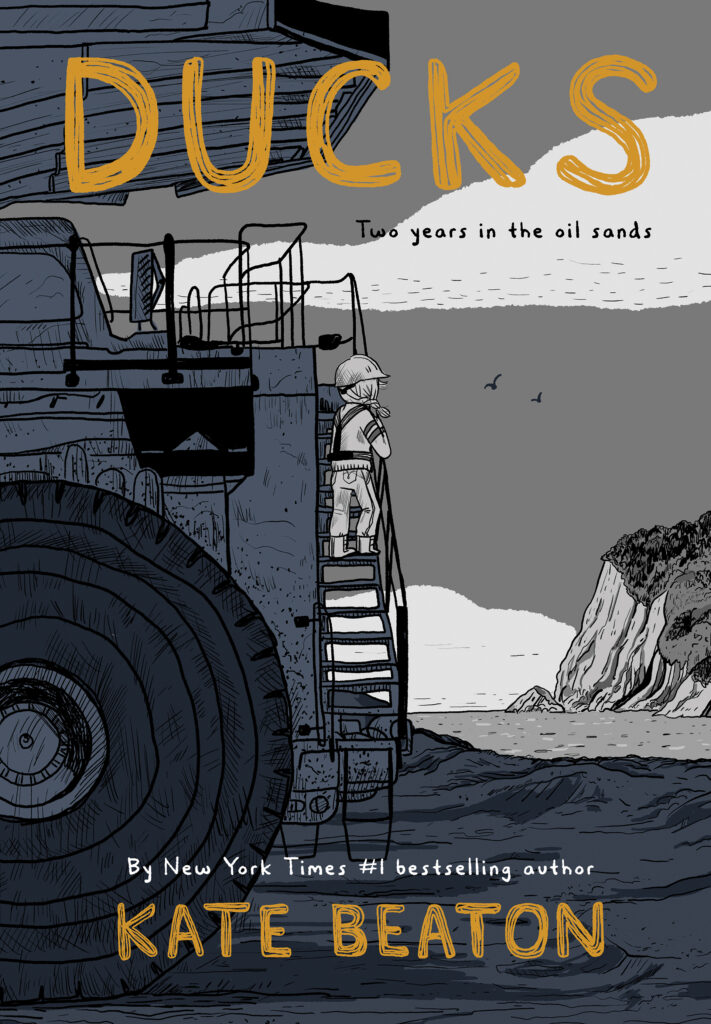 DUCKS
Two years in the oil sands
By New York Times #1 bestselling author
KATE BEATON